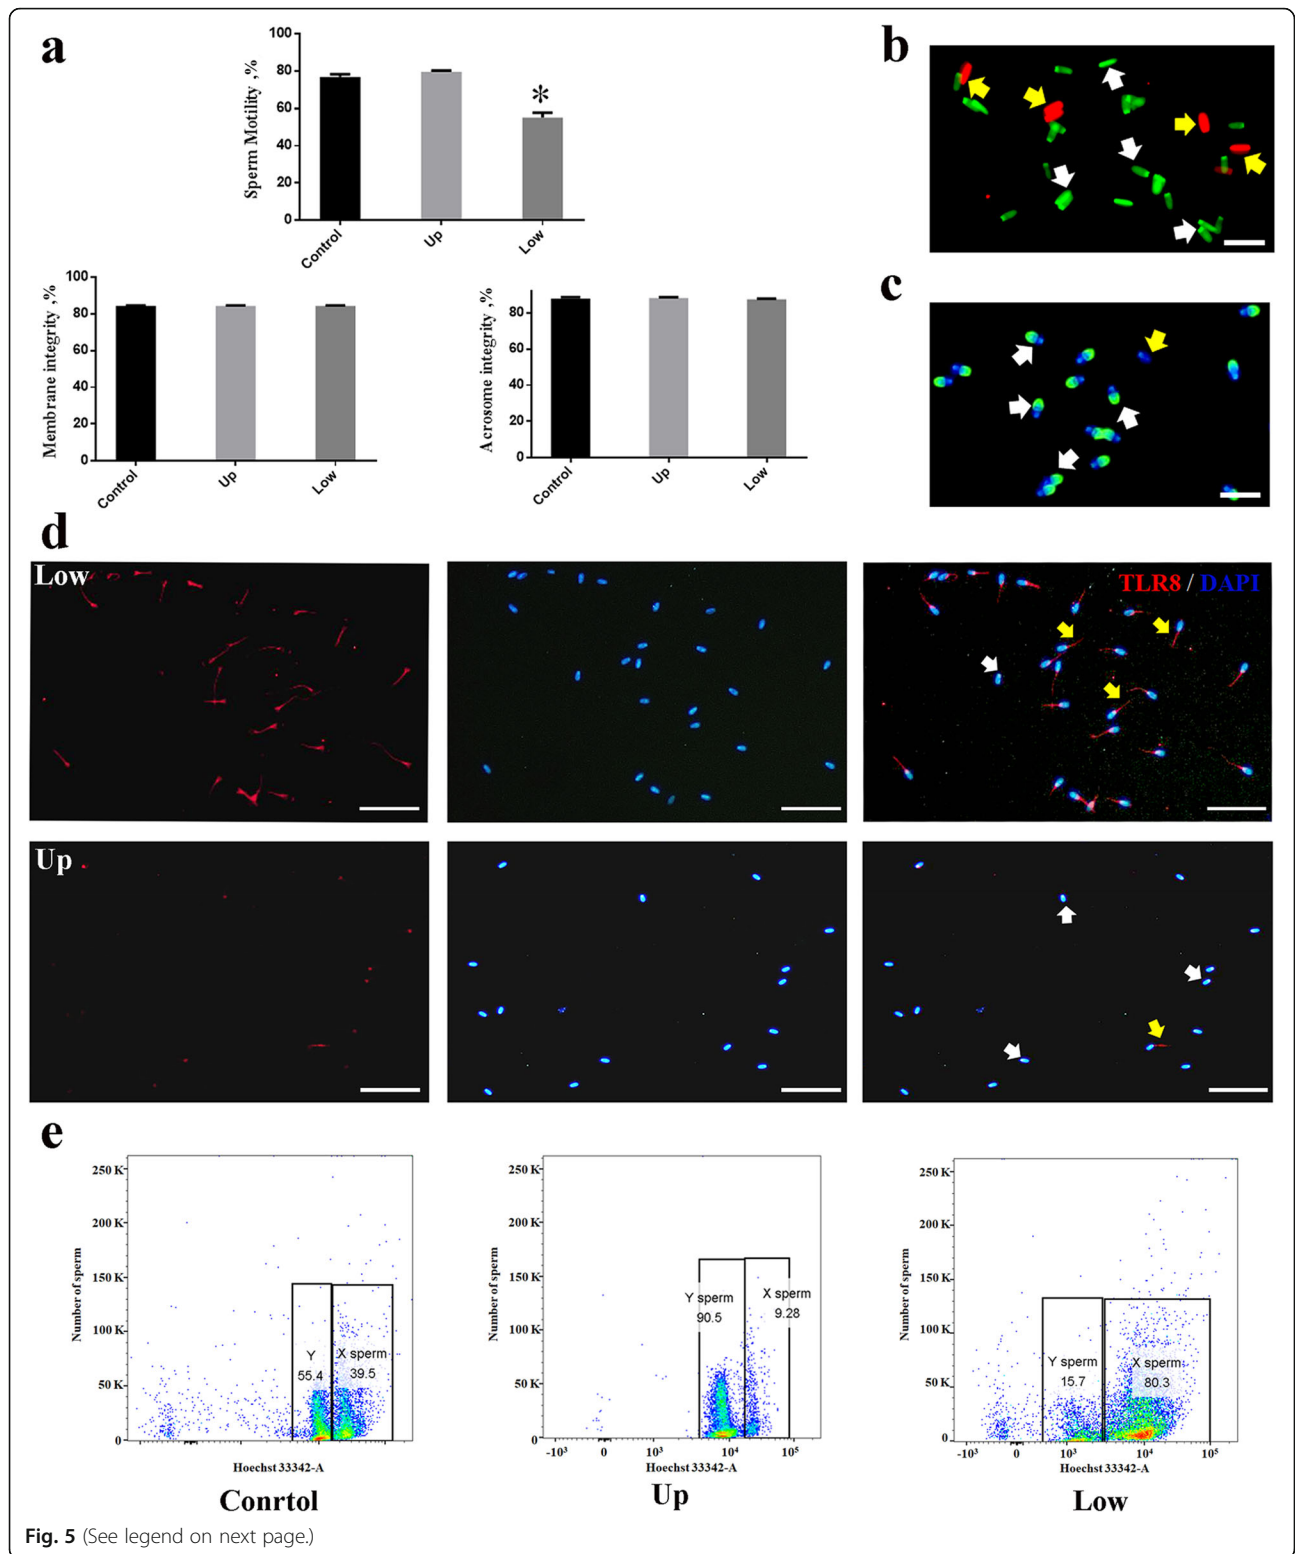 a
100
80
60
40
20
0
Sperm Motility ,%
*
Control
Up
Low
100
80
60
40
20
0
Membrane integrity ,%
Control
Up
Low
80
60
40
20
0
Acrosome integrity ,%
Control
Up
Low
b
c
d
Low
TLR8 / DAPI
Up
e
250 K
200 K
150 K
100 K
50 K
0
Number of sperm
Y
55.4
X sperm
39.5
Hoechst 33342-A
Conrtol
250 K
200 K
150 K
100 K
50 K
0
Number of sperm
Y sperm
90.5
X sperm
9.28
-10³ 0 10³ 10⁴ 10⁵
Hoechst 33342-A
Up
250 K
200 K
150 K
100 K
50 K
0
Number of sperm
Y sperm
15.7
X sperm
80.3
-10³ 0 10³ 10⁴ 10⁵
Hoechst 33342-A
Low
Fig. 5 (See legend on next page.)